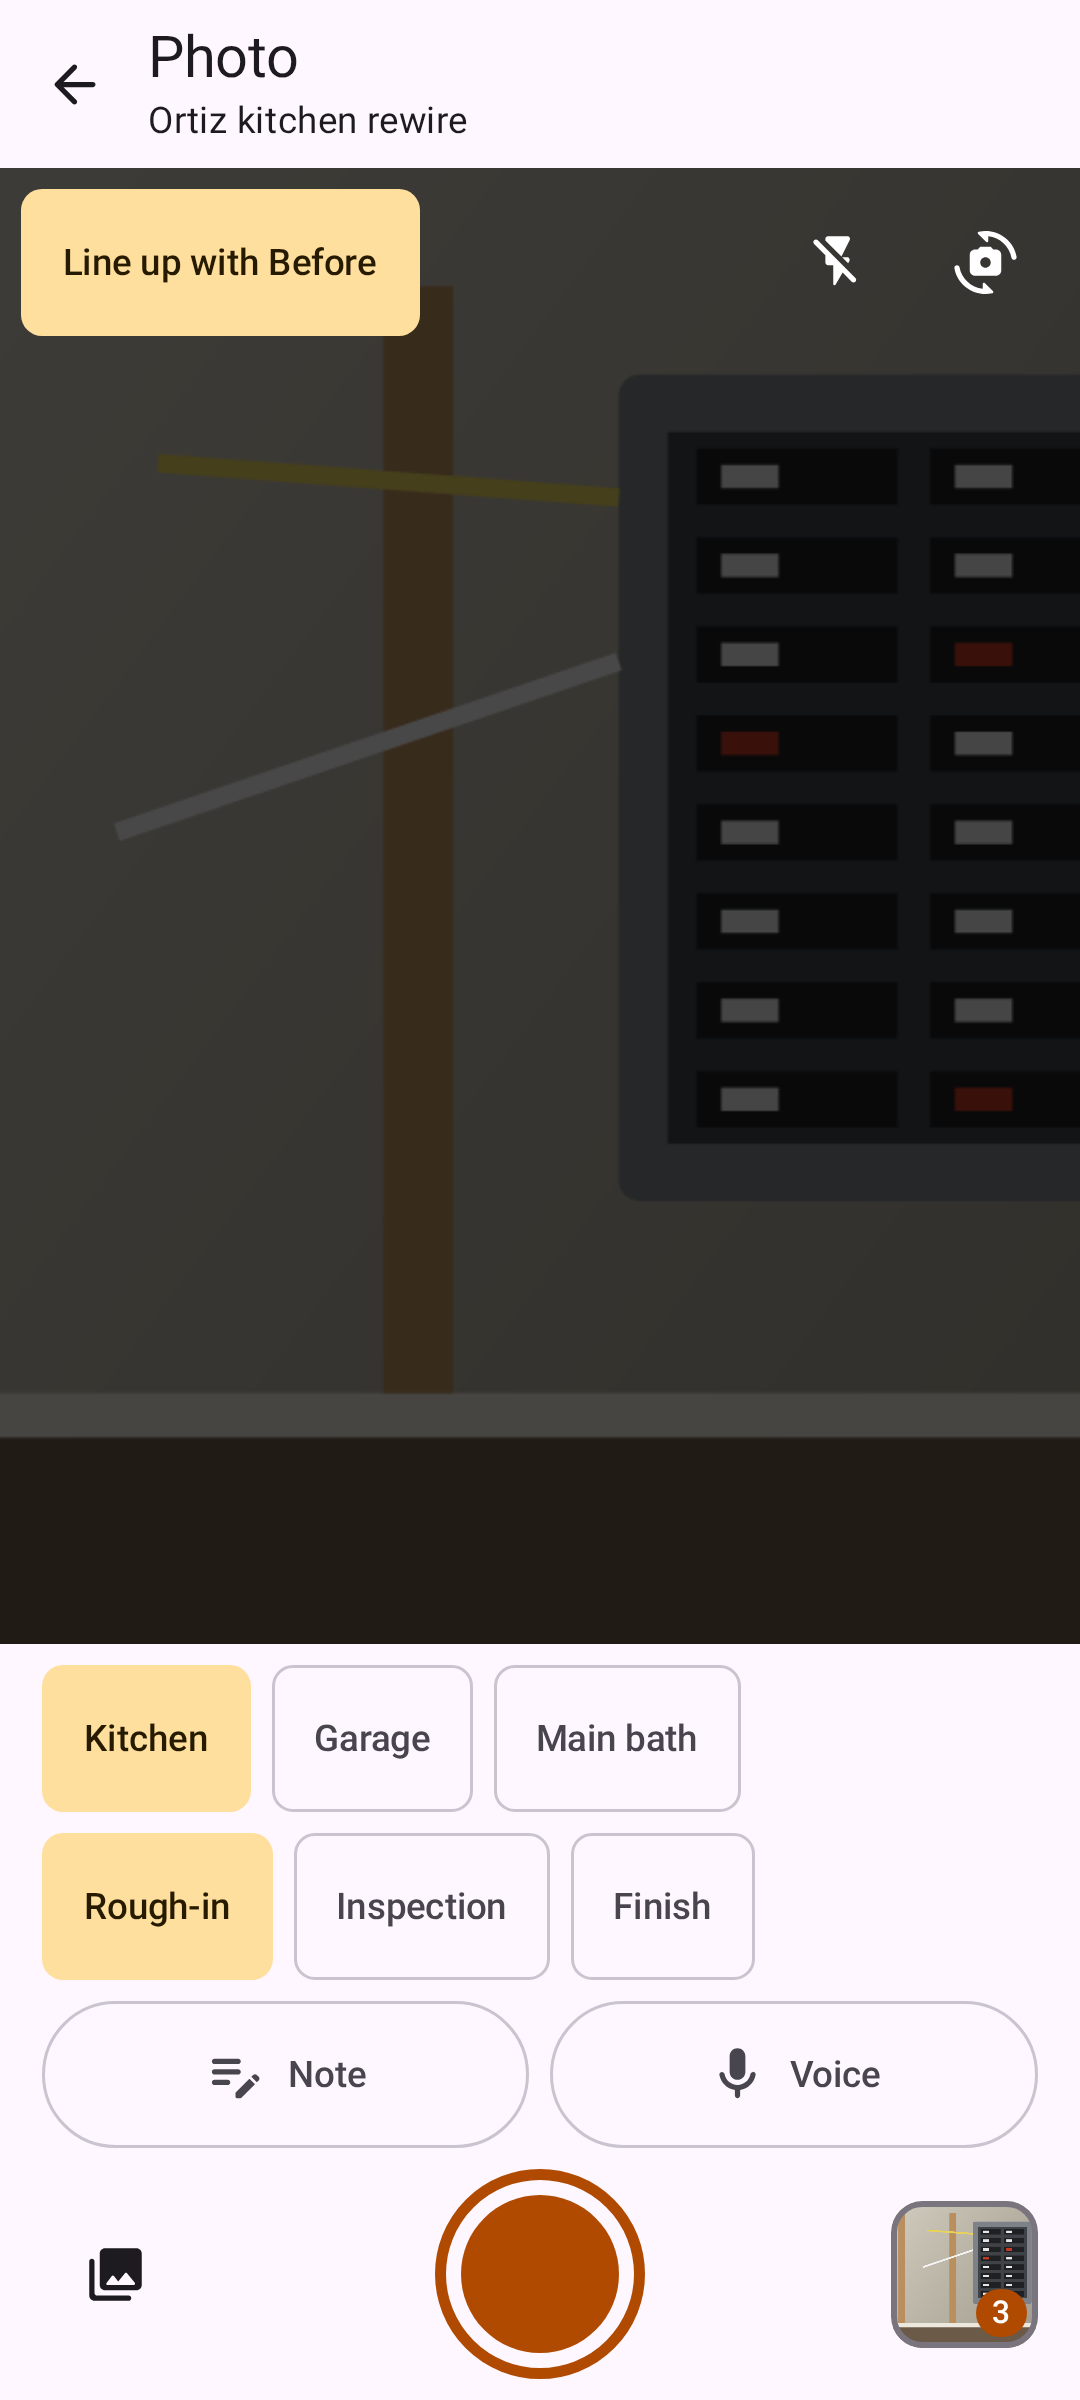 Photo
Ortiz kitchen rewire
Line up with Before
Kitchen
Garage
Main bath
Rough-in
Inspection
Finish
Note
Voice
3